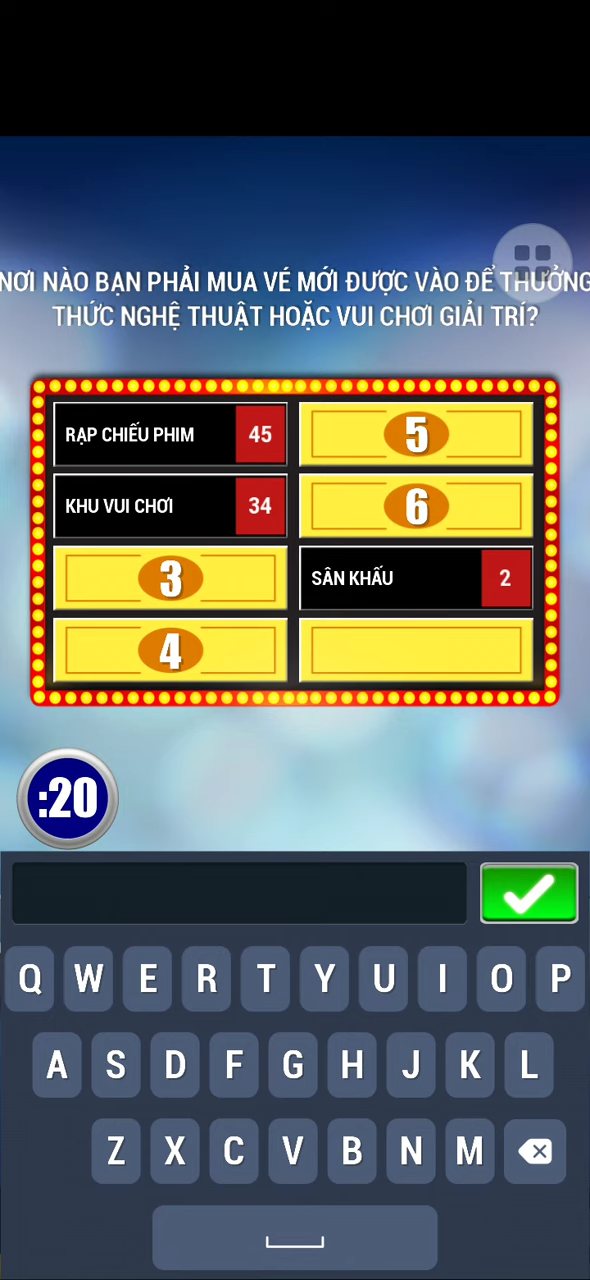 NƠI NÀO BẠN PHẢI MUA VÉ MỚI ĐƯỢC VÀO ĐỂ THƯỞNG
THỨC NGHỆ THUẬT HOẶC VUI CHƠI GIẢI TRÍ?
RẠP CHIẾU PHIM 45
5
KHU VUI CHƠI 34
6
3
SÂN KHẤU 2
4
:20
Q W E R T Y U I O P
A S D F G H J K L
Z X C V B N M